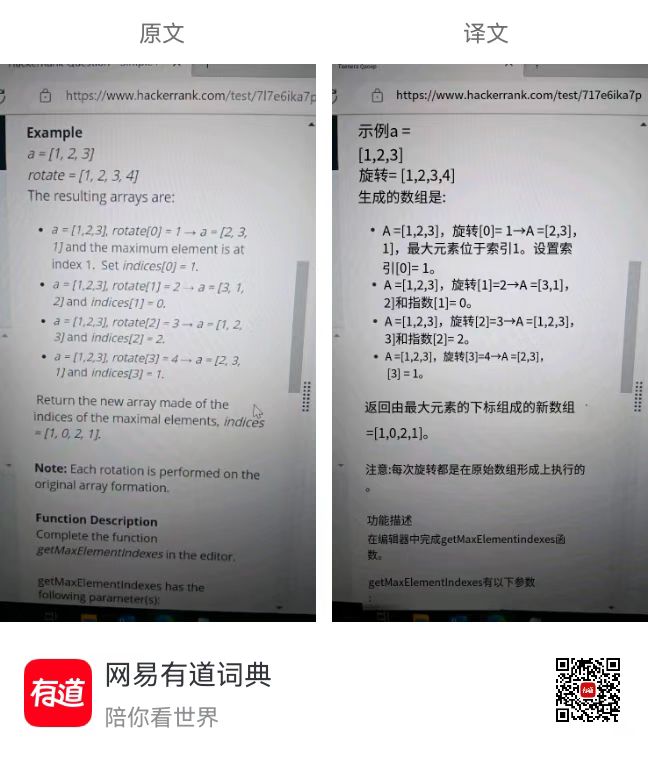 原文
译文
https://www.hackerrank.com/test/7l7e6ika7p
Example
a = [1, 2, 3]
rotate = [1, 2, 3, 4]
The resulting arrays are:
• a = [1,2,3], rotate[0] = 1 → a = [2, 3,
1] and the maximum element is at
index 1. Set indices[0] = 1.
• a = [1,2,3], rotate[1] = 2 → a = [3, 1,
2] and indices[1] = 0.
• a = [1,2,3], rotate[2] = 3 → a = [1, 2,
3] and indices[2] = 2.
• a = [1,2,3], rotate[3] = 4 → a = [2, 3,
1] and indices[3] = 1.
Return the new array made of the
indices of the maximal elements, indices
= [1, 0, 2, 1].
Note: Each rotation is performed on the
original array formation.
Function Description
Complete the function
getMaxElementIndexes in the editor.
getMaxElementIndexes has the
following parameter(s):
https://www.hackerrank.com/test/717e6ika7p
示例a =
[1,2,3]
旋转= [1,2,3,4]
生成的数组是:
• A =[1,2,3]，旋转[0]= 1→A =[2,3]，
1]，最大元素位于索引1。设置索
引[0]= 1。
• A =[1,2,3]，旋转[1]=2→A =[3,1]，
2]和指数[1]= 0。
• A =[1,2,3]，旋转[2]=3→A =[1,2,3]，
3]和指数[2]= 2。
• A =[1,2,3]，旋转[3]=4→A =[2,3]，
[3] = 1。
返回由最大元素的下标组成的新数组
=[1,0,2,1]。
注意:每次旋转都是在原始数组形成上执行的
。
功能描述
在编辑器中完成getMaxElementindexes函
数。
getMaxElementIndexes有以下参数
:
有道
网易有道词典
陪你看世界